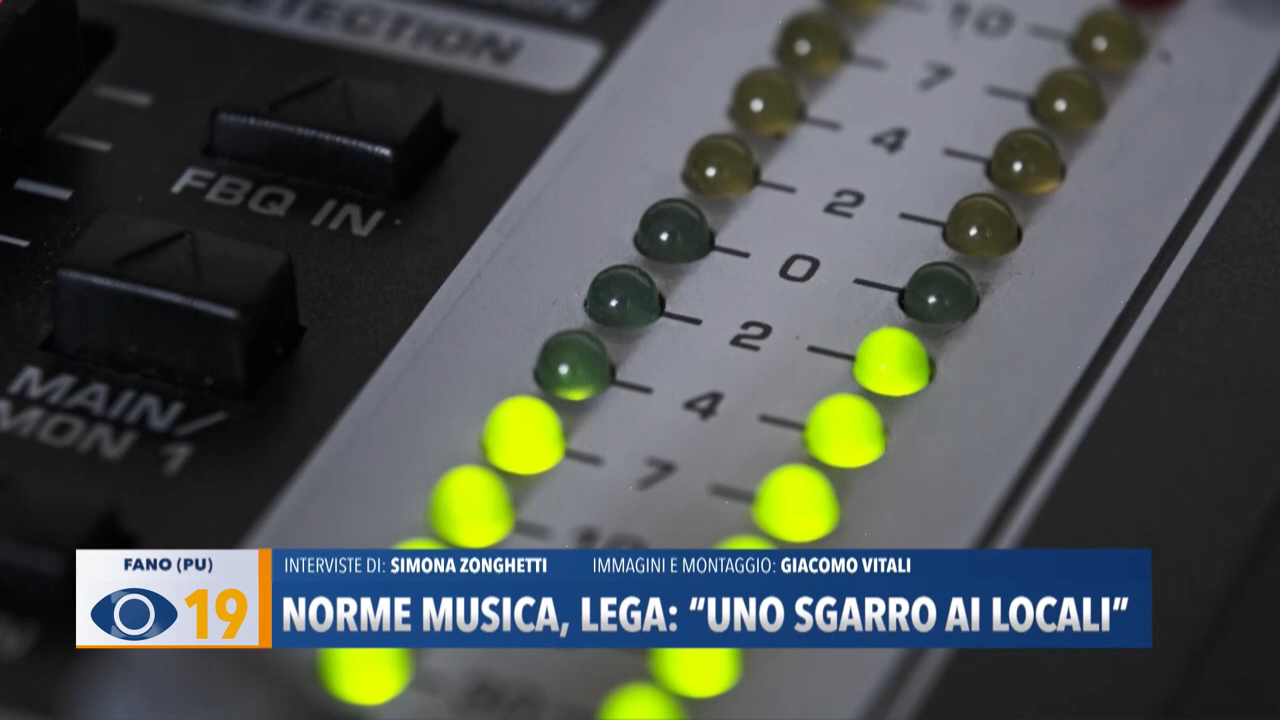 10
7
4
2
0
2
4
7
10
FBQ IN
MAIN/
MON 1
FANO (PU)
19
INTERVISTE DI: SIMONA ZONGHETTI
IMMAGINI E MONTAGGIO: GIACOMO VITALI
NORME MUSICA, LEGA: “UNO SGARRO AI LOCALI”